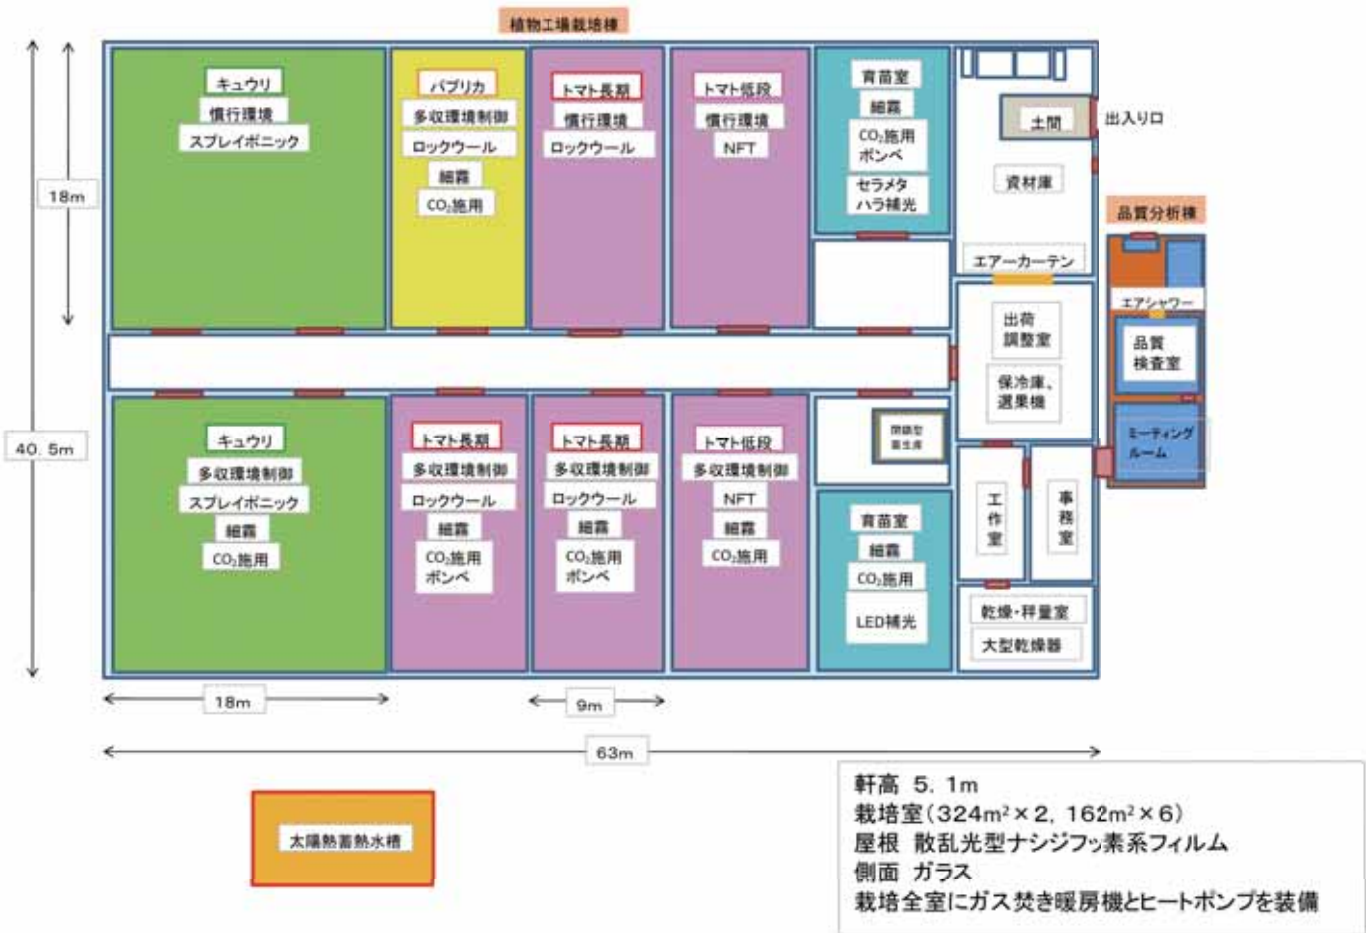 植物工場栽培棟
キュウリ
慣行環境
スプレイポニック
パプリカ
多収環境制御
ロックウール
細霧
CO₂施用
トマト長期
慣行環境
ロックウール
トマト低段
慣行環境
NFT
育苗室
細霧
CO₂施用
ボンベ
セラメタ
ハラ補光
土間
出入り口
資材庫
エアーカーテン
18m
40.5m
品質分析棟
エアシャワー
品質
検査室
ミーティング
ルーム
出荷
調整室
保冷庫、
選果機
キュウリ
多収環境制御
スプレイポニック
細霧
CO₂施用
トマト長期
多収環境制御
ロックウール
細霧
CO₂施用
ボンベ
トマト長期
多収環境制御
ロックウール
細霧
CO₂施用
ボンベ
トマト低段
多収環境制御
NFT
細霧
CO₂施用
閉鎖型
苗生産
育苗室
細霧
CO₂施用
LED補光
工作室
事務室
乾燥・秤量室
大型乾燥器
18m
9m
63m
太陽熱蓄熱水槽
軒高 5.1m
栽培室(324m²×2, 162m²×6)
屋根 散乱光型ナシジフッ素系フィルム
側面 ガラス
栽培全室にガス焚き暖房機とヒートポンプを装備